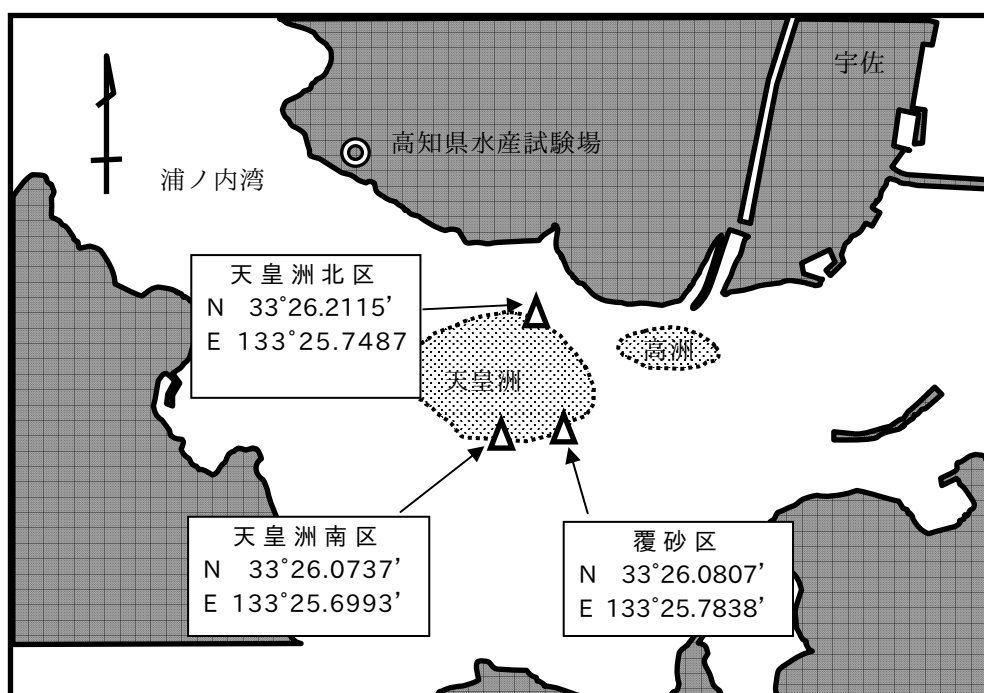 宇佐
高知県水産試験場
浦ノ内湾
天皇洲北区
N 33°26.2115’
E 133°25.7487
高洲
天皇洲
天皇洲南区
N 33°26.0737’
E 133°25.6993’
覆砂区
N 33°26.0807’
E 133°25.7838’